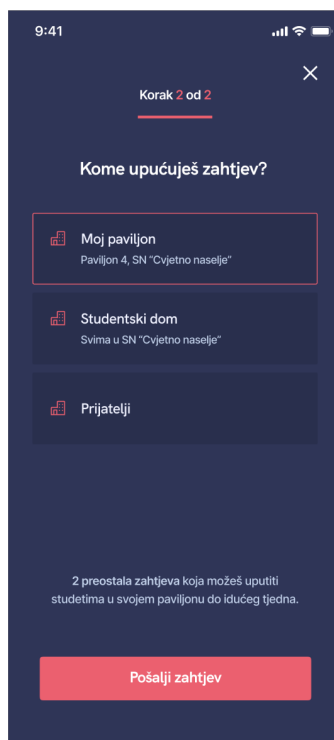 9:41
Korak 2 od 2
Kome upućuješ zahtjev?
Moj paviljon
Paviljon 4, SN “Cvjetno naselje”
Studentski dom
Svima u SN “Cvjetno naselje”
Prijatelji
2 preostala zahtjeva koja možeš uputiti
studetima u svojem paviljonu do idućeg tjedna.
Pošalji zahtjev